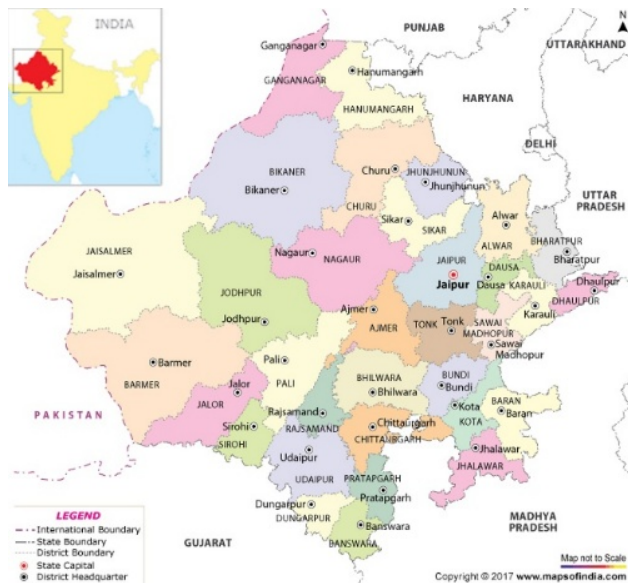 INDIA
PUNJAB
UTTARAKHAND
HARYANA
DELHI
UTTAR
PRADESH
N
Ganganagar
GANGANAGAR
Hanumangarh
HANUMANGARH
BIKANER
Bikaner
Churu
CHURU
JHUNJHUNUN
Jhunjhunun
Sikar
SIKAR
Alwar
ALWAR
BHARATPUR
Bharatpur
JAISALMER
Jaisalmer
JODHPUR
Jodhpur
Nagaur
NAGAUR
JAIPUR
Jaipur
DAUSA
Dausa
KARAULI
Karauli
Dhaulpur
DHAULPUR
Ajmer
AJMER
TONK
Tonk
SAWAI
MADHOPUR
Sawai
Madhopur
Barmer
BARMER
Pali
PALI
Jalor
JALOR
Rajsamand
RAJSAMAND
BHILWARA
Bhilwara
BUNDI
Bundi
Kota
KOTA
BARAN
Baran
Sirohi
SIROHI
Chittaurgarh
CHITTAURGARH
Udaipur
UDAIPUR
PRATAPGARH
Pratapgarh
Jhalawar
JHALAWAR
Dungarpur
DUNGARPUR
Banswara
BANSWARA
PAKISTAN
GUJARAT
MADHYA
PRADESH
LEGEND
International Boundary
State Boundary
District Boundary
State Capital
District Headquarter
Map not to Scale
Copyright © 2017 www.mapsofindia.com